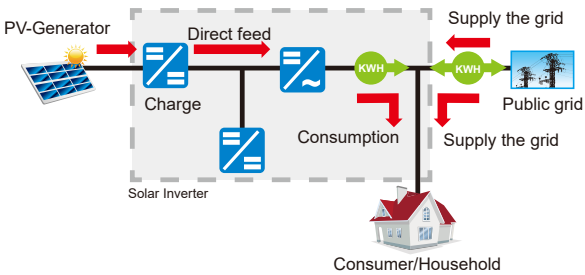 Supply the grid
PV-Generator
Direct feed
KWH
KWH
Charge
Public grid
Consumption
Supply the grid
Solar Inverter
Consumer/Household